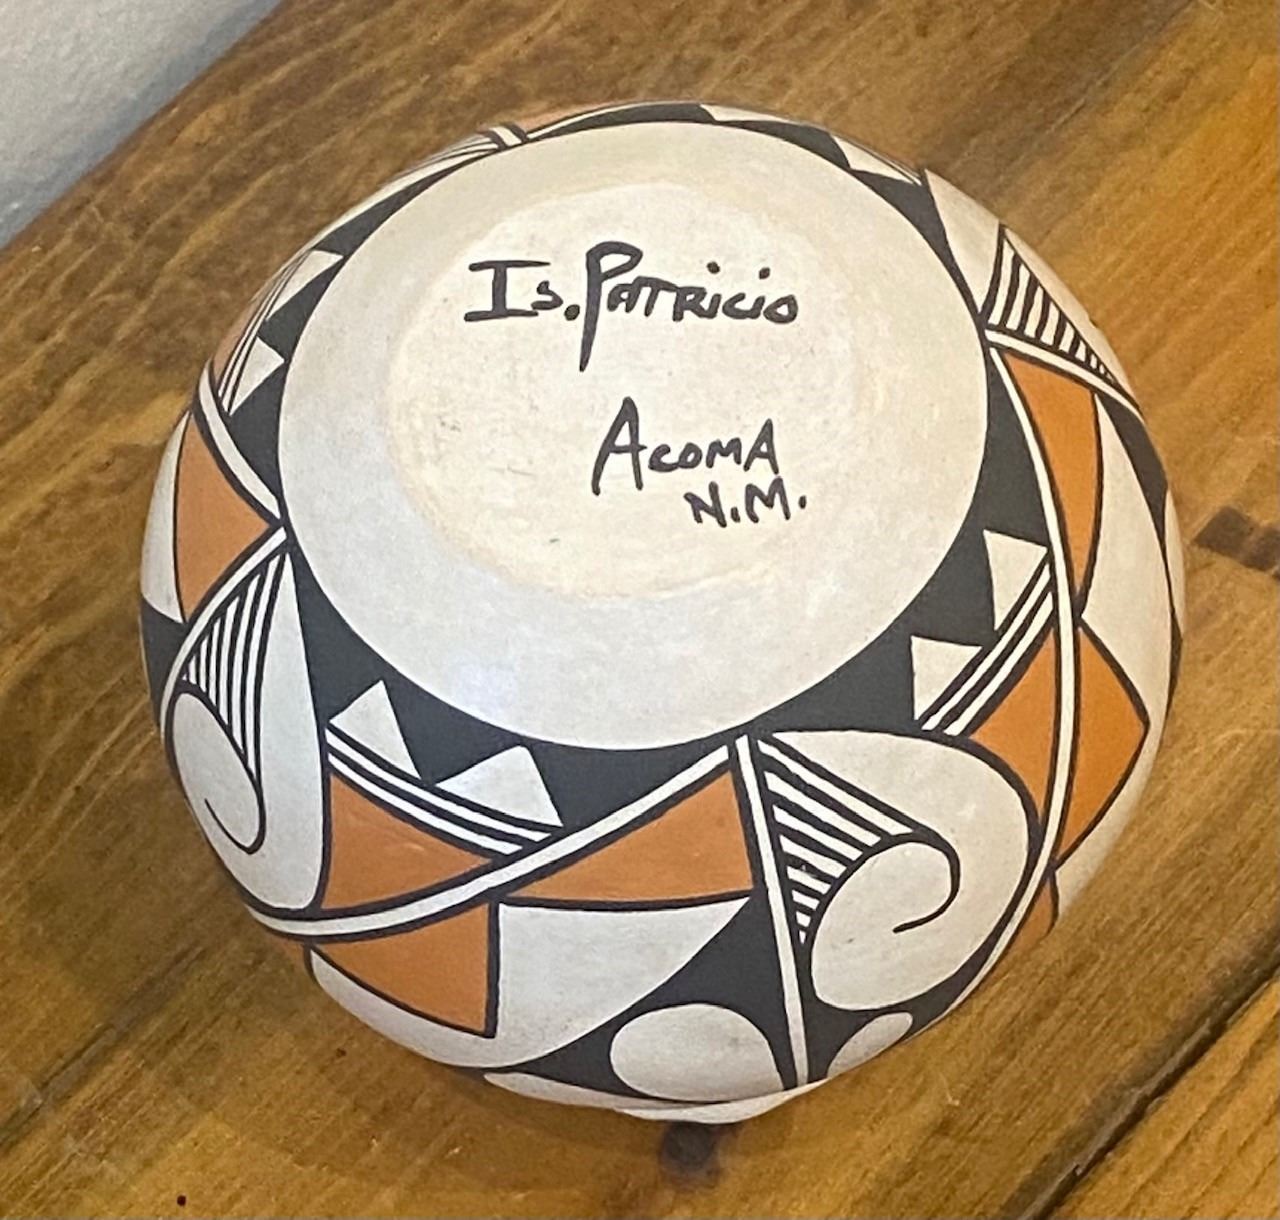 Is. Patricio
Acoma
N.M.